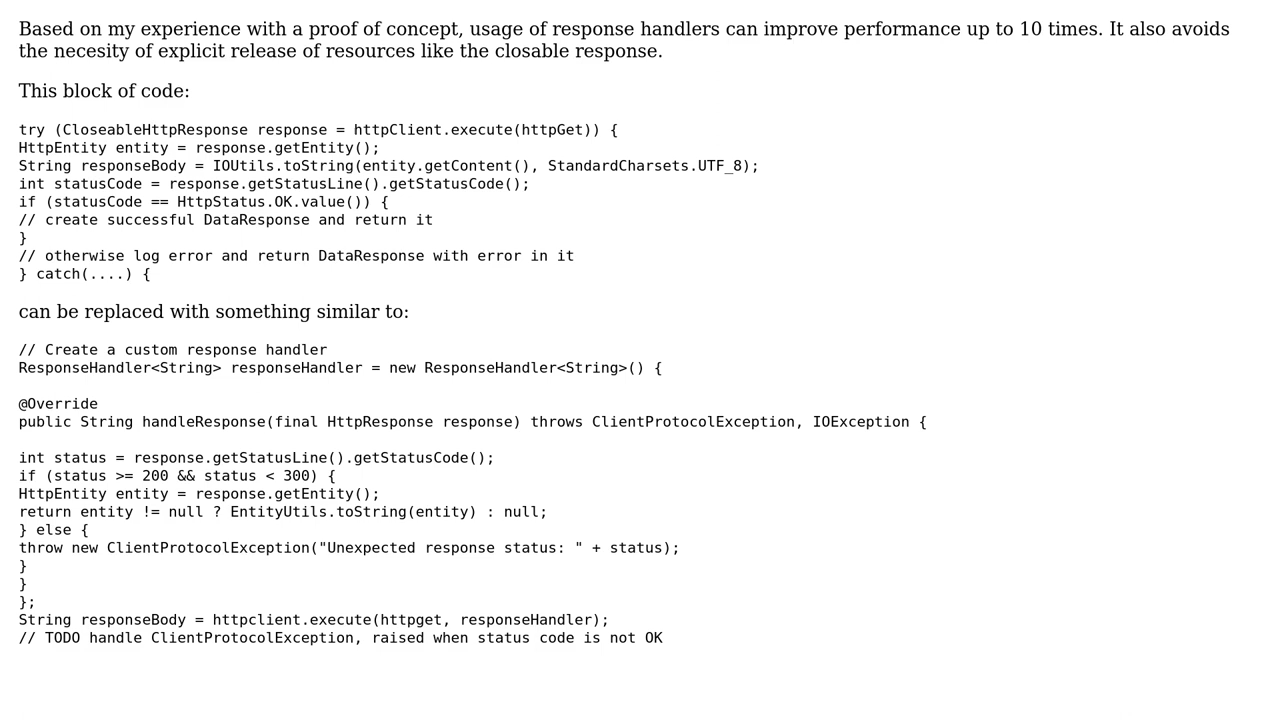 Based on my experience with a proof of concept, usage of response handlers can improve performance up to 10 times. It also avoids
the necesity of explicit release of resources like the closable response.
This block of code:
try (CloseableHttpResponse response = httpClient.execute(httpGet)) {
HttpEntity entity = response.getEntity();
String responseBody = IOUtils.toString(entity.getContent(), StandardCharsets.UTF_8);
int statusCode = response.getStatusLine().getStatusCode();
if (statusCode == HttpStatus.OK.value()) {
// create successful DataResponse and return it
}
// otherwise log error and return DataResponse with error in it
} catch(....) {
can be replaced with something similar to:
// Create a custom response handler
ResponseHandler<String> responseHandler = new ResponseHandler<String>() {
@Override
public String handleResponse(final HttpResponse response) throws ClientProtocolException, IOException {
int status = response.getStatusLine().getStatusCode();
if (status >= 200 && status < 300) {
HttpEntity entity = response.getEntity();
return entity != null ? EntityUtils.toString(entity) : null;
} else {
throw new ClientProtocolException("Unexpected response status: " + status);
}
}
};
String responseBody = httpclient.execute(httpget, responseHandler);
// TODO handle ClientProtocolException, raised when status code is not OK